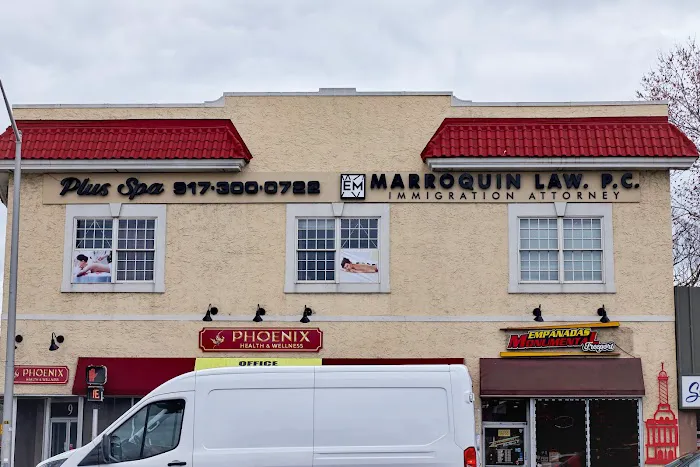 Plus Spa 917·300·0722
EM
MARROQUIN LAW, P.C.
IMMIGRATION ATTORNEY
PHOENIX
HEALTH & WELLNESS
EMPANADAS
MONUMENTAL
Freeport
OFFICE
PHOENIX
HEALTH & WELLNESS
9
S